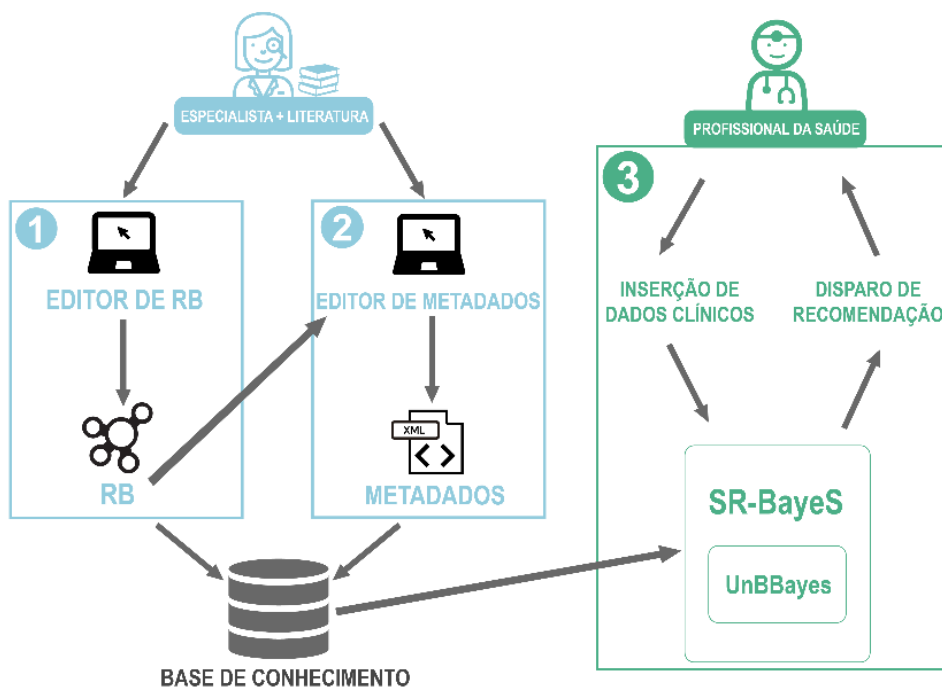 ESPECIALISTA + LITERATURA
PROFISSIONAL DA SAÚDE
1
EDITOR DE RB
RB
2
EDITOR DE METADADOS
XML
METADADOS
BASE DE CONHECIMENTO
3
INSERÇÃO DE
DADOS CLÍNICOS
DISPARO DE
RECOMENDAÇÃO
SR-BayeS
UnBBayes